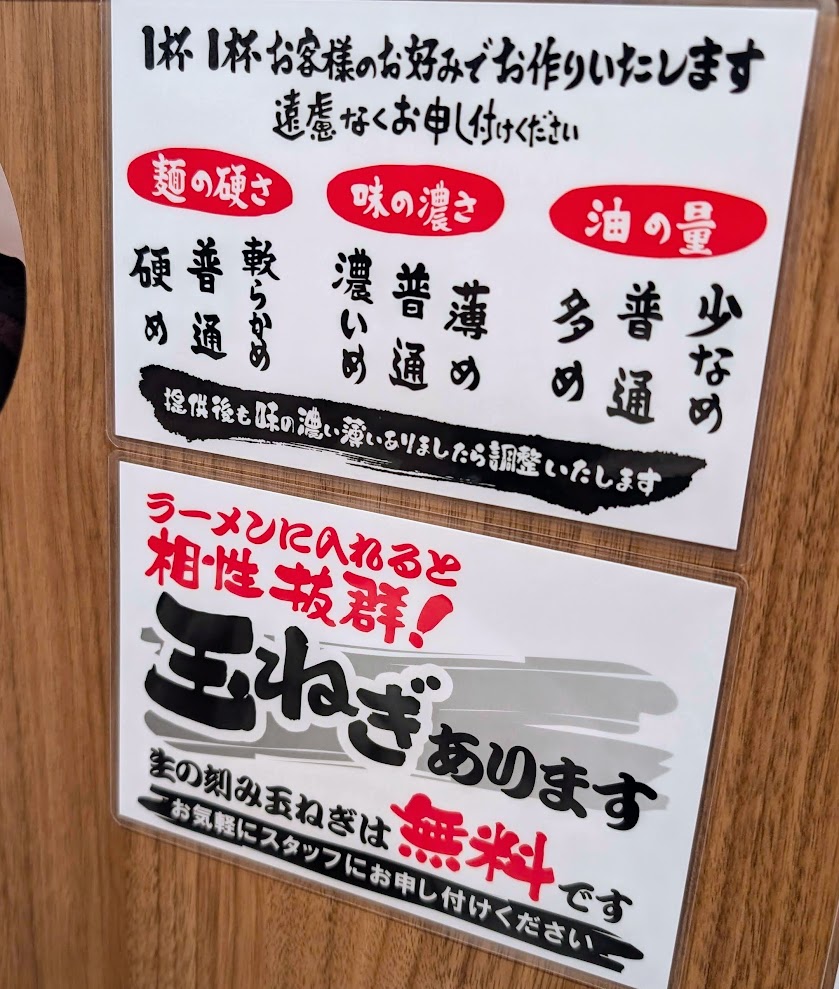 1杯1杯お客様のお好みでお作りいたします
遠慮なくお申し付けください
麺の硬さ
硬め
普通
軟らかめ
味の濃さ
濃いめ
普通
薄め
油の量
多め
普通
少なめ
提供後も味の濃い薄いありましたら調整いたします
ラーメンに入れると
相性抜群!
玉ねぎあります
生の刻み玉ねぎは無料です
お気軽にスタッフにお申し付けください